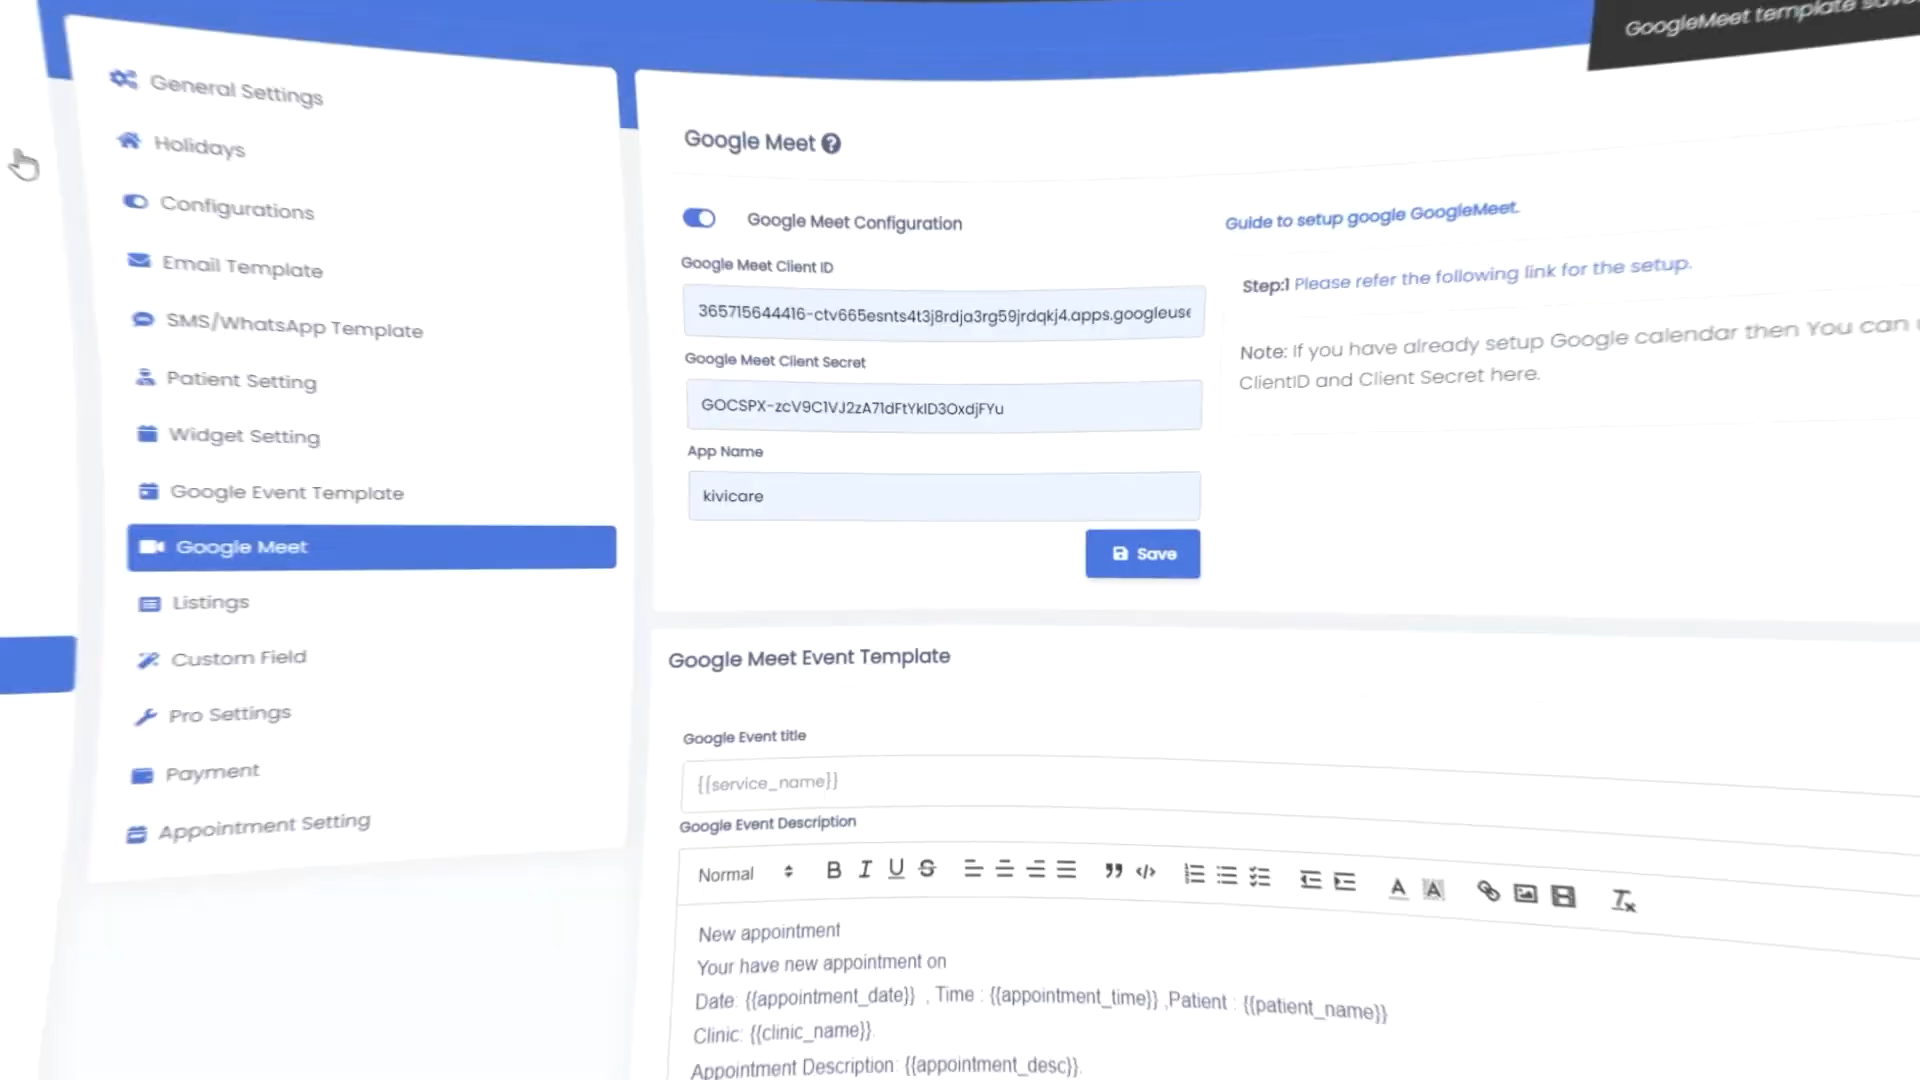 GoogleMeet template
General Settings
Holidays
Configurations
Email Template
SMS/WhatsApp Template
Patient Setting
Widget Setting
Google Event Template
Google Meet
Listings
Custom Field
Pro Settings
Payment
Appointment Setting
Google Meet
Google Meet Configuration
Google Meet Client ID
365715644416-ctv665esnts4t3j8rdja3rg59jrdqkj4.apps.googleuse
Google Meet Client Secret
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
App Name
kivicare
Save
Guide to setup google GoogleMeet.
Step:1 Please refer the following link for the setup.
Note: If you have already setup Google calendar then You can
ClientID and Client Secret here.
Google Meet Event Template
Google Event title
{{service_name}}
Google Event Description
Normal
New appointment
Your have new appointment on
Date: {{appointment_date}} , Time : {{appointment_time}} ,Patient : {{patient_name}}
Clinic: {{clinic_name}}.
Appointment Description: {{appointment_desc}}.